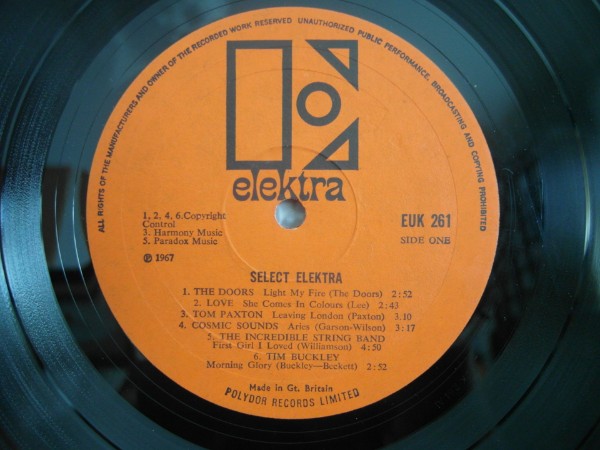 ALL RIGHTS OF THE MANUFACTURERS AND OWNER OF THE RECORDED WORK RESERVED UNAUTHORIZED PUBLIC PERFORMANCE, BROADCASTING AND COPYING PROHIBITED
elektra
1, 2, 4, 6. Copyright
Control
3. Harmony Music
5. Paradox Music
℗ 1967
EUK 261
SIDE ONE
SELECT ELEKTRA
1. THE DOORS Light My Fire (The Doors) 2:52
2. LOVE She Comes In Colours (Lee) 2:43
3. TOM PAXTON Leaving London (Paxton) 3.10
4. COSMIC SOUNDS Aries (Garson-Wilson) 3:17
5. THE INCREDIBLE STRING BAND
First Girl I Loved (Williamson) 4:50
6. TIM BUCKLEY
Morning Glory (Buckley—Beckett) 2:52
Made in Gt. Britain
POLYDOR RECORDS LIMITED